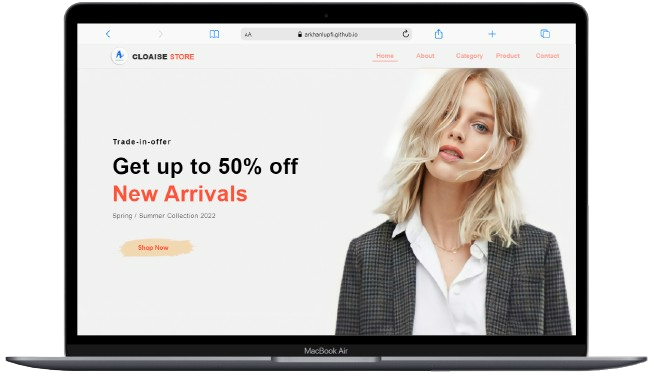 AA arkhanlupfi.github.io
CLOAISE STORE
Home About Category Product Contact
Trade-in-offer
Get up to 50% off
New Arrivals
Spring / Summer Collection 2022
Shop Now
MacBook Air